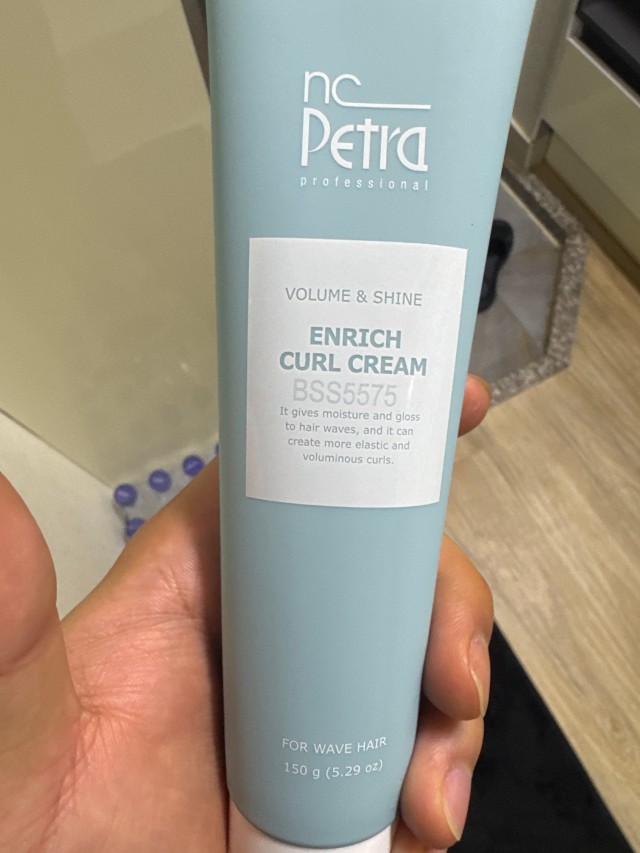 nc
Petra
professional
VOLUME & SHINE
ENRICH
CURL CREAM
BSS5575
It gives moisture and gloss
to hair waves, and it can
create more elastic and
voluminous curls.
FOR WAVE HAIR
150 g (5.29 oz)